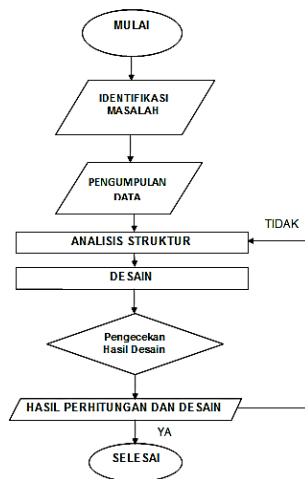 MULAI
IDENTIFIKASI
MASALAH
PENGUMPULAN
DATA
TIDAK
ANALISIS STRUKTUR
DESAIN
Pengecekan
Hasil Desain
HASIL PERHITUNGAN DAN DESAIN
YA
SELESAI